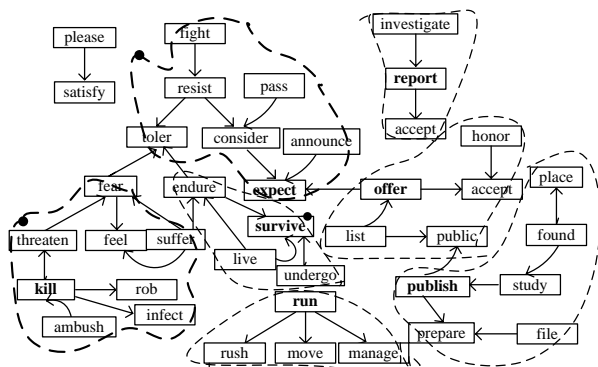 please
fight
investigate
satisfy
resist
pass
report
toler
consider
announce
accept
honor
place
fear
endure
expect
offer
accept
threaten
feel
suffer
survive
list
public
found
live
undergo
kill
rob
run
publish
study
ambush
infect
prepare
file
rush
move
manage